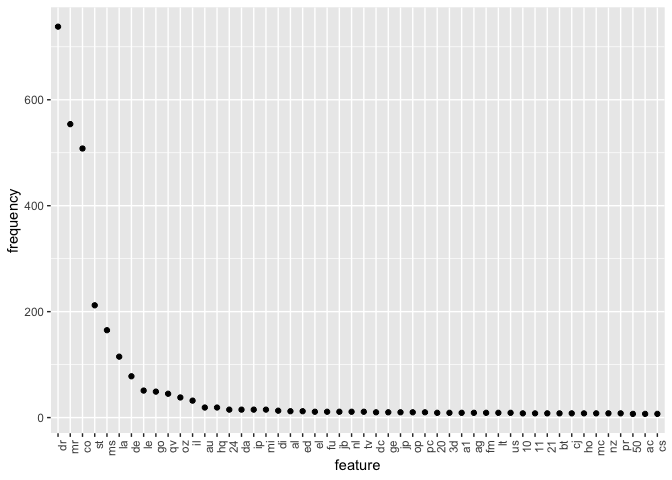 600
400
200
0
frequency
dr mr co st ms la de le go qv oz il au hq 24 da ip mi di al ed el fu jb nl tv dc ge jp op pc 20 3d a1 ag fm lt us 10 11 21 bt cj ho mc nz pr 50 ac cs
feature